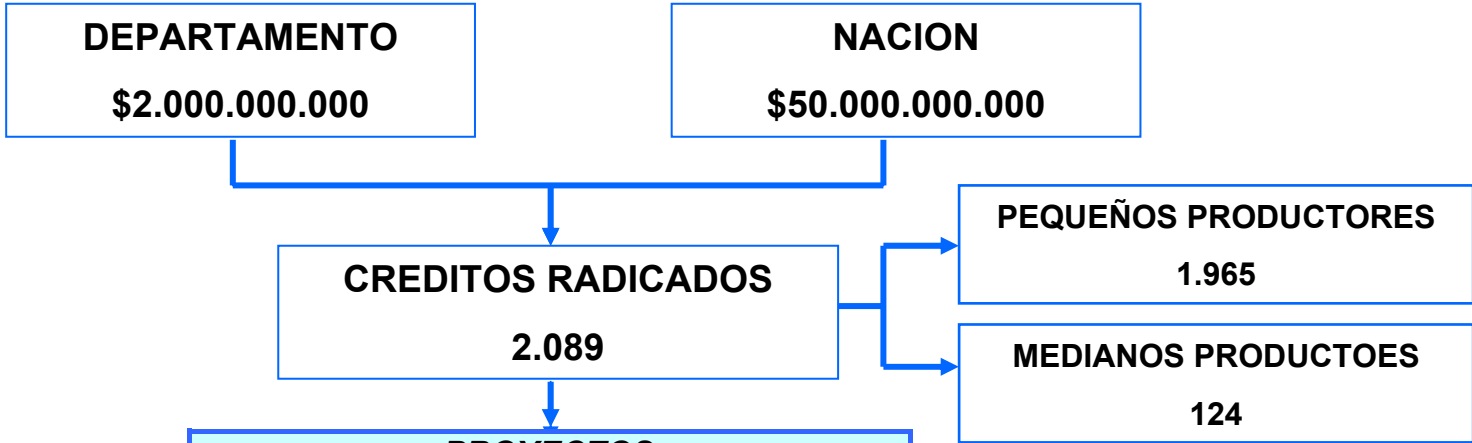 DEPARTAMENTO
$2.000.000.000
NACION
$50.000.000.000
CREDITOS RADICADOS
2.089
PEQUEÑOS PRODUCTORES
1.965
MEDIANOS PRODUCTOES
124
PROYECTOS